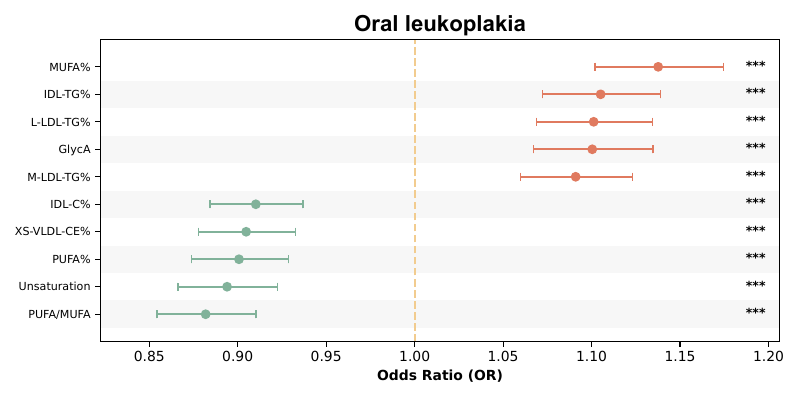 Oral leukoplakia
MUFA% ***
IDL-TG% ***
L-LDL-TG% ***
GlycA ***
M-LDL-TG% ***
IDL-C% ***
XS-VLDL-CE% ***
PUFA% ***
Unsaturation ***
PUFA/MUFA ***
0.85 0.90 0.95 1.00 1.05 1.10 1.15 1.20
Odds Ratio (OR)